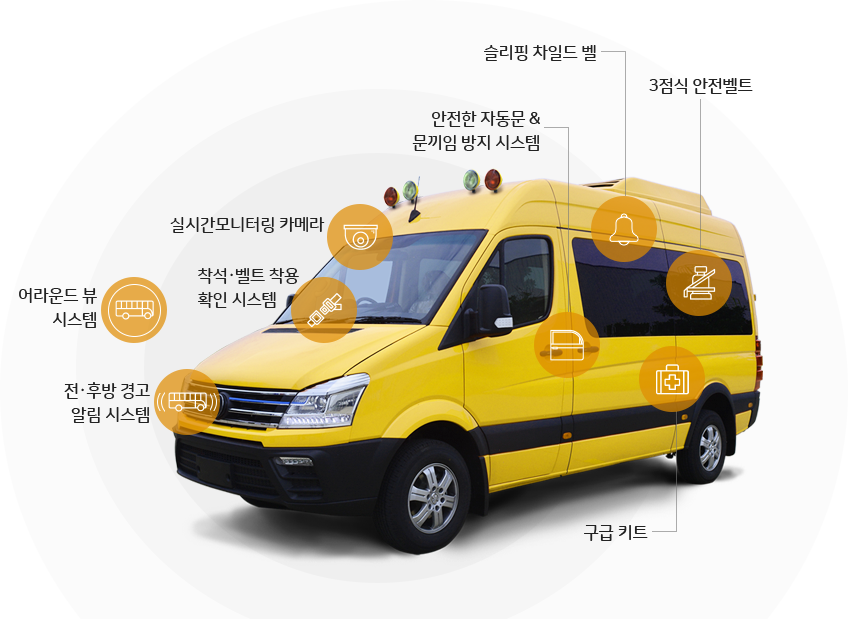 슬리핑 차일드 벨
3점식 안전벨트
안전한 자동문 &
문끼임 방지 시스템
실시간모니터링 카메라
착석·벨트 착용
확인 시스템
어라운드 뷰
시스템
전·후방 경고
알림 시스템
구급 키트